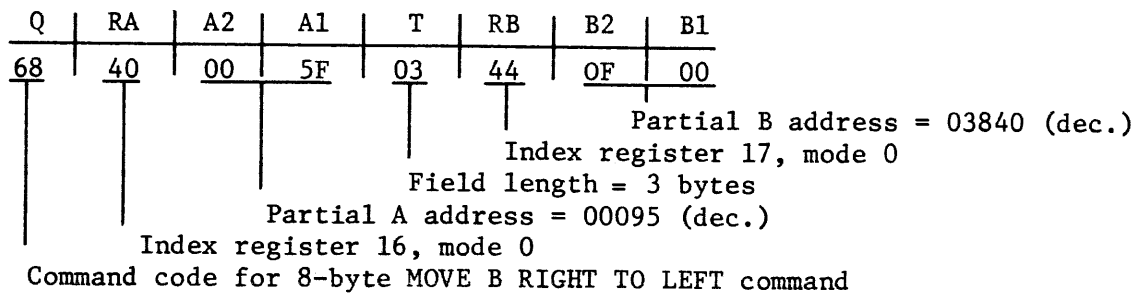 Q RA A2 A1 T RB B2 B1
68 40 00 5F 03 44 0F 00
Partial B address = 03840 (dec.)
Index register 17, mode 0
Field length = 3 bytes
Partial A address = 00095 (dec.)
Index register 16, mode 0
Command code for 8-byte MOVE B RIGHT TO LEFT command